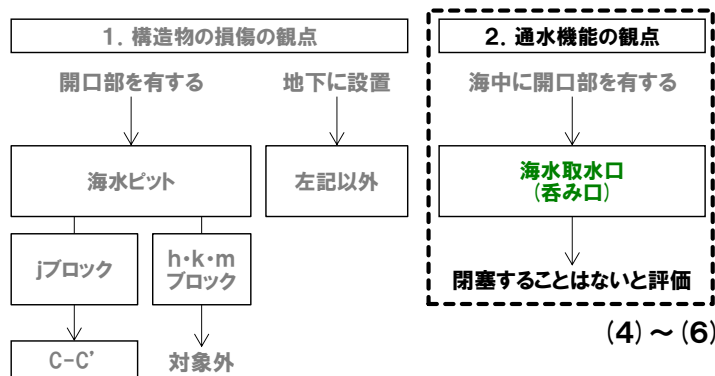 1. 構造物の損傷の観点
開口部を有する
地下に設置
海水ピット
左記以外
jブロック
h・k・m
ブロック
C-C'
対象外
2. 通水機能の観点
海中に開口部を有する
海水取水口
(呑み口)
閉塞することはないと評価
(4)～(6)